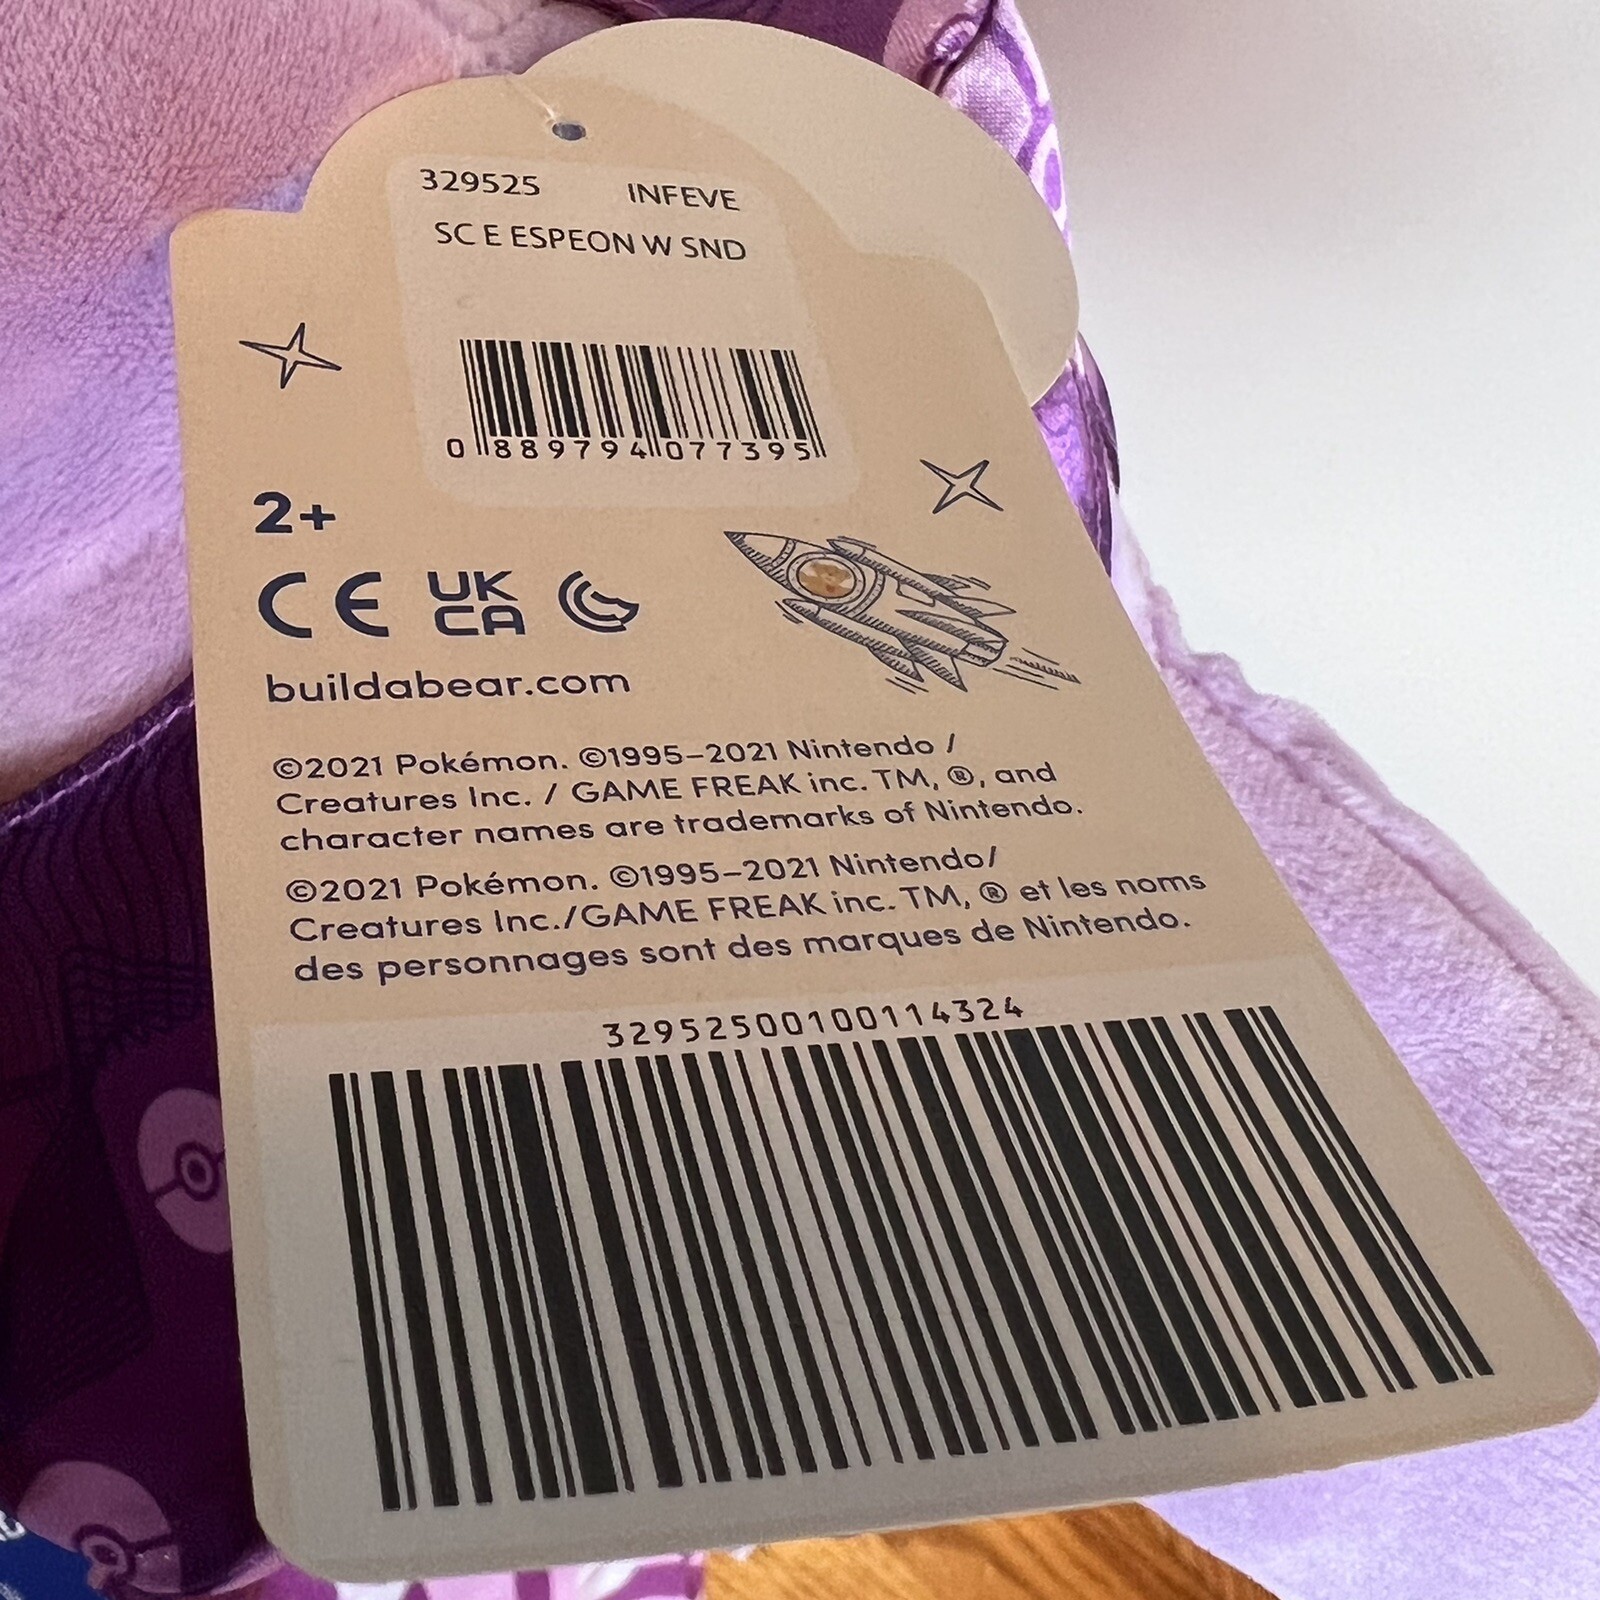 329525 INFEVE
SC E ESPEON W SND
0 889794 077395
2+
CE UK CA
buildabear.com
©2021 Pokémon. ©1995–2021 Nintendo /
Creatures Inc. / GAME FREAK inc. TM, ®, and
character names are trademarks of Nintendo.
©2021 Pokémon. ©1995–2021 Nintendo/
Creatures Inc./GAME FREAK inc. TM, ® et les noms
des personnages sont des marques de Nintendo.
32952500100114324